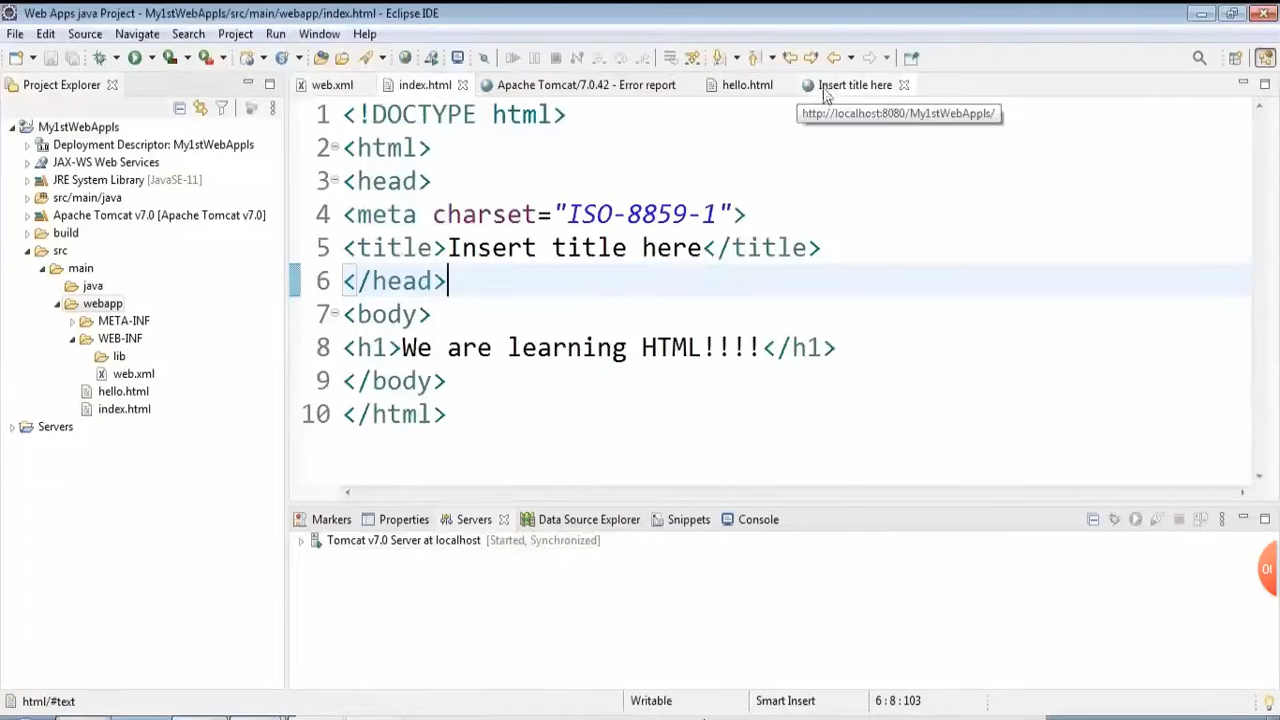 Web Apps java Project - My1stWebAppls/src/main/webapp/index.html - Eclipse IDE
File Edit Source Navigate Search Project Run Window Help
Project Explorer
web.xml
index.html
Apache Tomcat/7.0.42 - Error report
hello.html
Insert title here
http://localhost:8080/My1stWebAppls/
My1stWebAppls
Deployment Descriptor: My1stWebAppls
JAX-WS Web Services
JRE System Library [JavaSE-11]
src/main/java
Apache Tomcat v7.0 [Apache Tomcat v7.0]
build
src
main
java
webapp
META-INF
WEB-INF
lib
web.xml
hello.html
index.html
Servers
1 <!DOCTYPE html>
2 <html>
3 <head>
4 <meta charset="ISO-8859-1">
5 <title>Insert title here</title>
6 </head>
7 <body>
8 <h1>We are learning HTML!!!!</h1>
9 </body>
10 </html>
Markers Properties Servers Data Source Explorer Snippets Console
Tomcat v7.0 Server at localhost [Started, Synchronized]
html/#text
Writable
Smart Insert
6 : 8 : 103